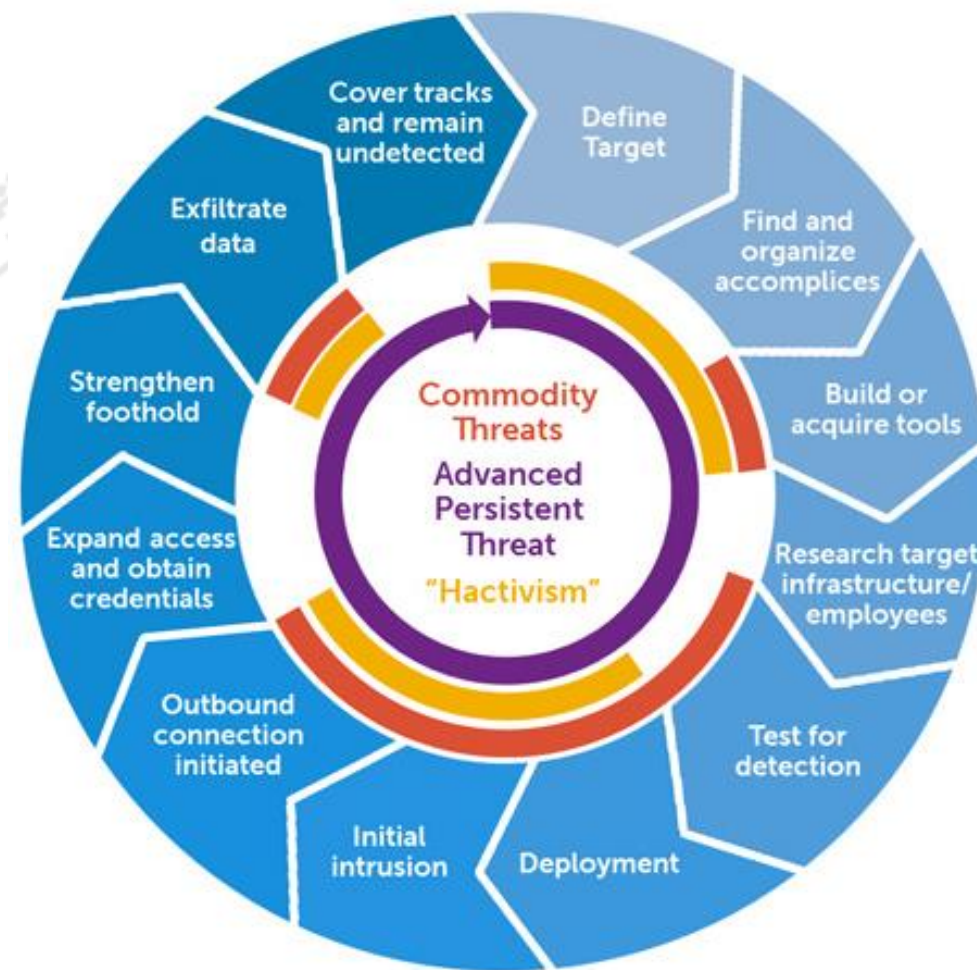 Define
Target
Find and
organize
accomplices
Build or
acquire tools
Research target
infrastructure/
employees
Test for
detection
Deployment
Initial
intrusion
Outbound
connection
initiated
Expand access
and obtain
credentials
Strengthen
foothold
Exfiltrate
data
Cover tracks
and remain
undetected
Commodity
Threats
Advanced
Persistent
Threat
"Hactivism"